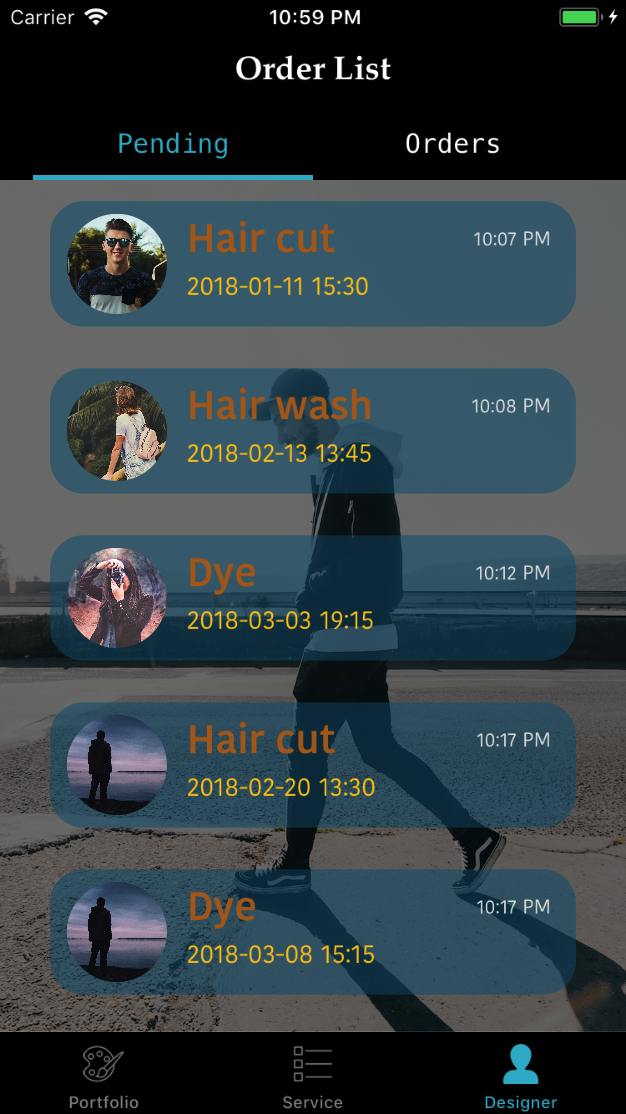 Carrier 10:59 PM
Order List
Pending Orders
Hair cut 10:07 PM
2018-01-11 15:30
Hair wash 10:08 PM
2018-02-13 13:45
Dye 10:12 PM
2018-03-03 19:15
Hair cut 10:17 PM
2018-02-20 13:30
Dye 10:17 PM
2018-03-08 15:15
Portfolio Service Designer